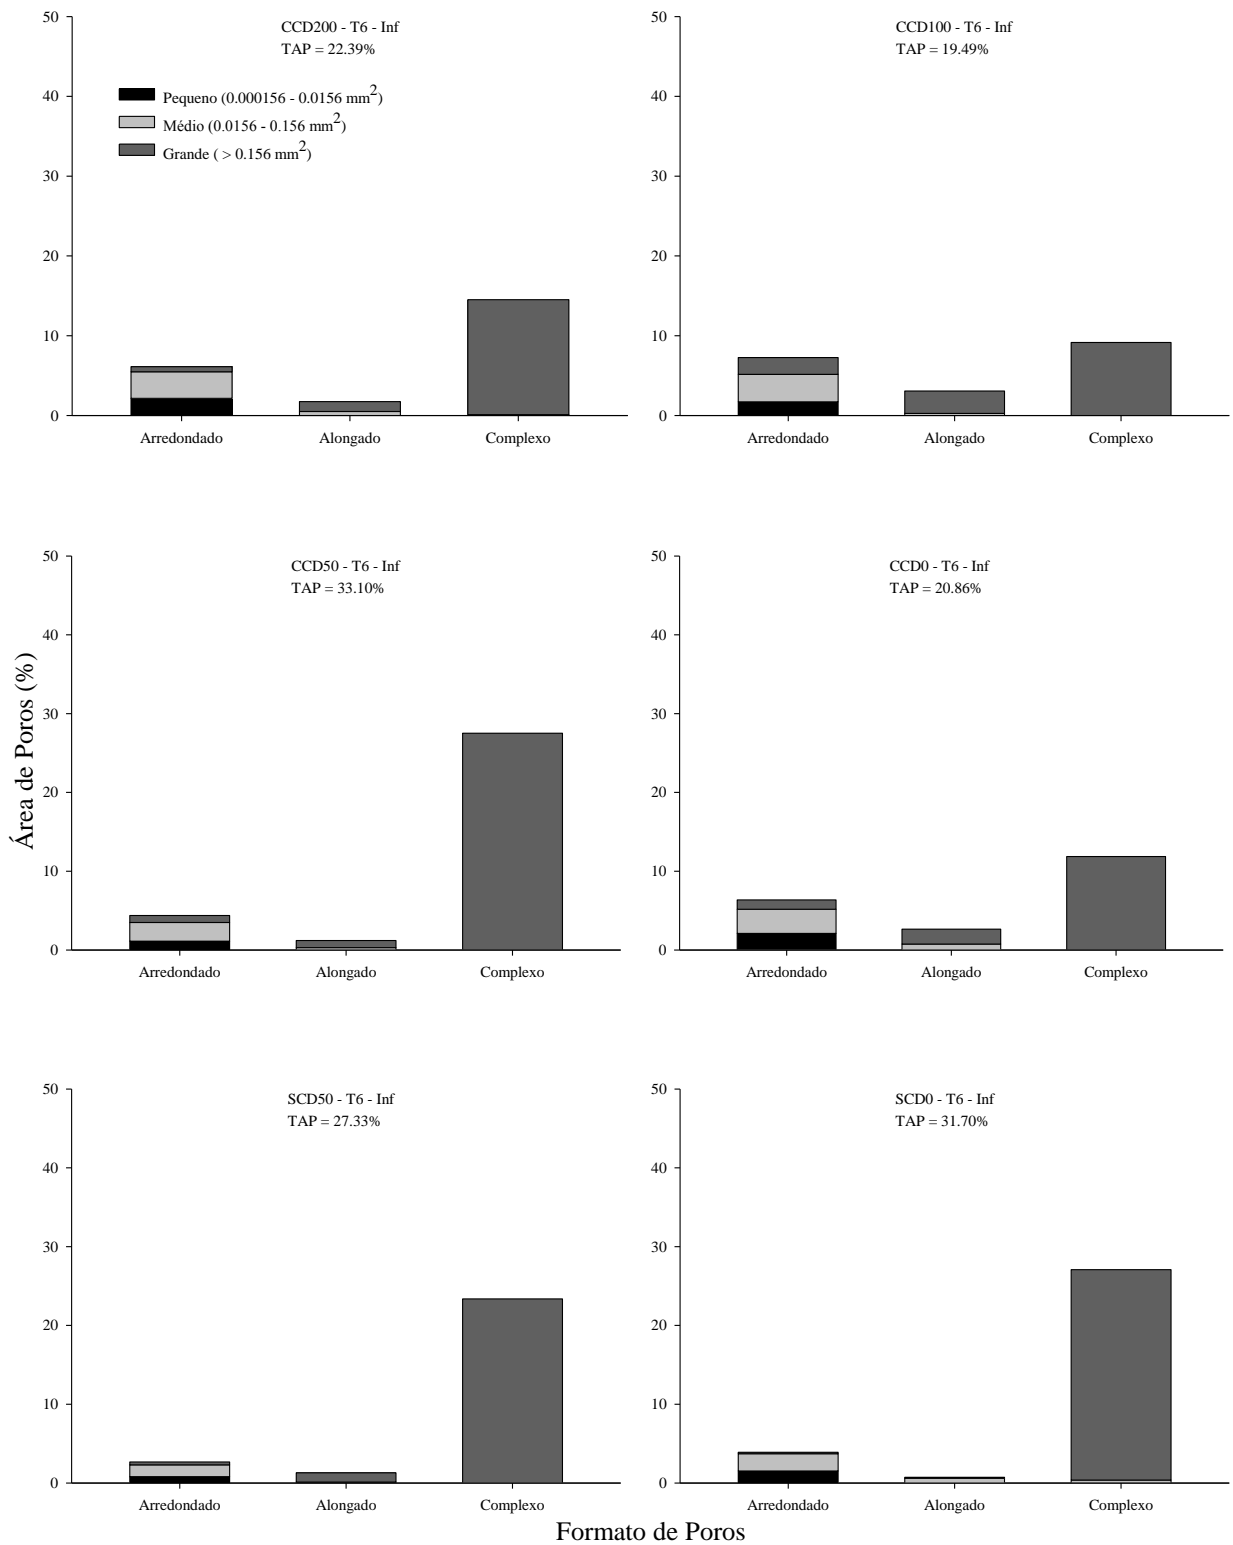 CCD200 - T6 - Inf
TAP = 22.39%
Pequeno (0.000156 - 0.0156 mm²)
Médio (0.0156 - 0.156 mm²)
Grande ( > 0.156 mm²)
50
40
30
20
10
0
Arredondado
Alongado
Complexo
CCD100 - T6 - Inf
TAP = 19.49%
50
40
30
20
10
0
Arredondado
Alongado
Complexo
Área de Poros (%)
CCD50 - T6 - Inf
TAP = 33.10%
50
40
30
20
10
0
Arredondado
Alongado
Complexo
CCD0 - T6 - Inf
TAP = 20.86%
50
40
30
20
10
0
Arredondado
Alongado
Complexo
SCD50 - T6 - Inf
TAP = 27.33%
50
40
30
20
10
0
Arredondado
Alongado
Complexo
SCD0 - T6 - Inf
TAP = 31.70%
50
40
30
20
10
0
Arredondado
Alongado
Complexo
Formato de Poros